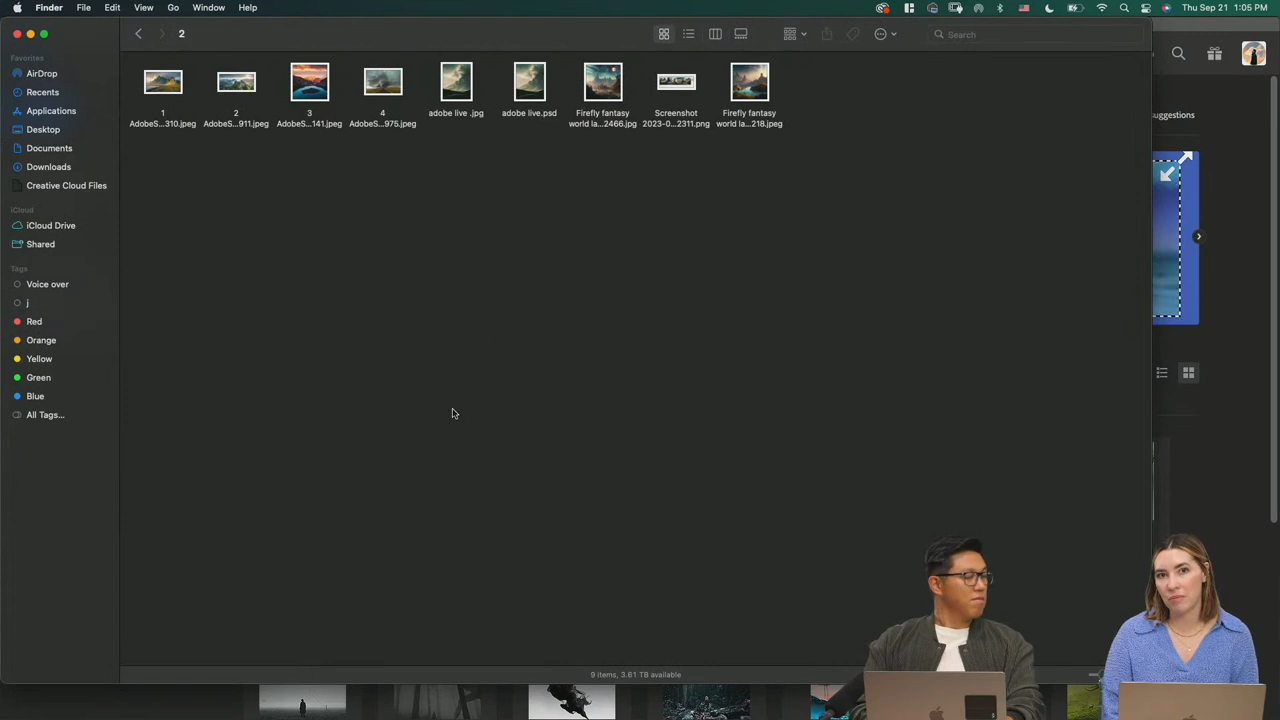 Finder File Edit View Go Window Help
Thu Sep 21 1:05 PM
2
Search
Favorites
AirDrop
Recents
Applications
Desktop
Documents
Downloads
Creative Cloud Files
iCloud
iCloud Drive
Shared
Tags
Voice over
j
Red
Orange
Yellow
Green
Blue
All Tags...
1
AdobeS...310.jpeg
2
AdobeS...911.jpeg
3
AdobeS...141.jpeg
4
AdobeS...975.jpeg
adobe live .jpg
adobe live.psd
Firefly fantasy
world la...2466.jpg
Screenshot
2023-0...2311.png
Firefly fantasy
world la...218.jpeg
suggestions
9 items, 3.61 TB available